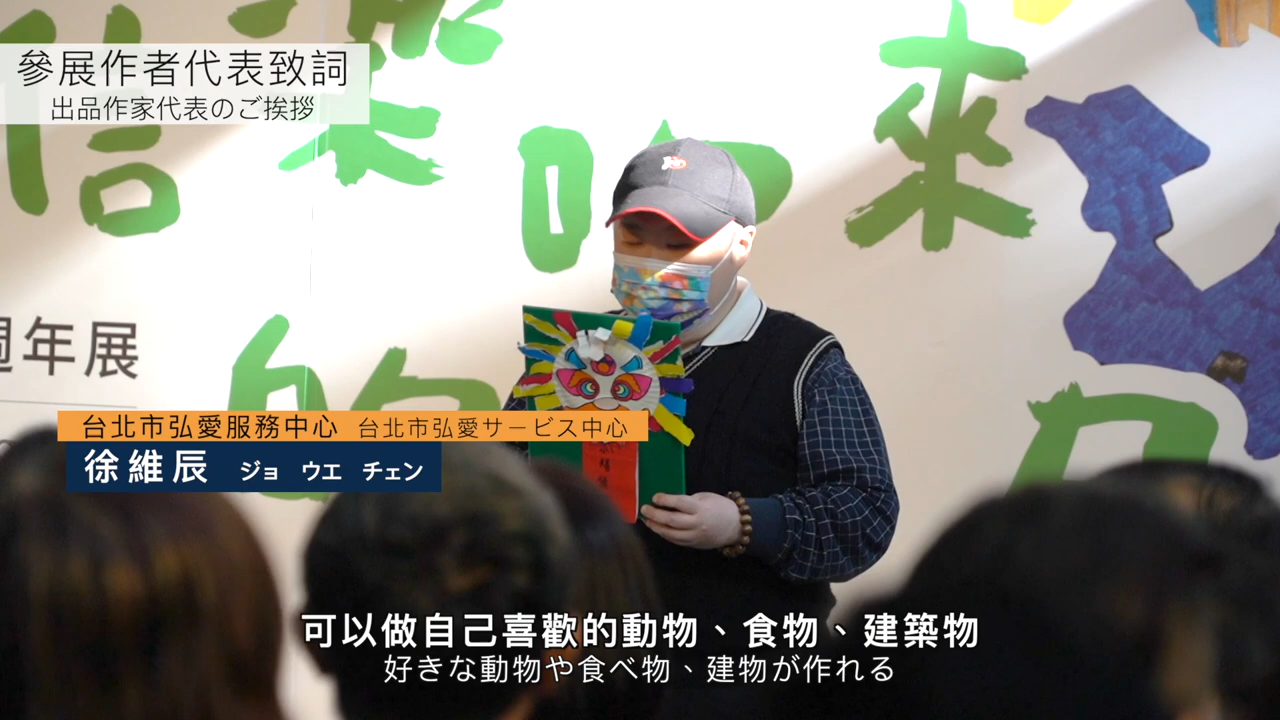 參展作者代表致詞
出品作家代表のご挨拶
來
週年展
的
台北市弘愛服務中心 台北市弘愛サービス中心
徐維辰 ジョ ウエ チェン
可以做自己喜歡的動物、食物、建築物
好きな動物や食べ物、建物が作れる